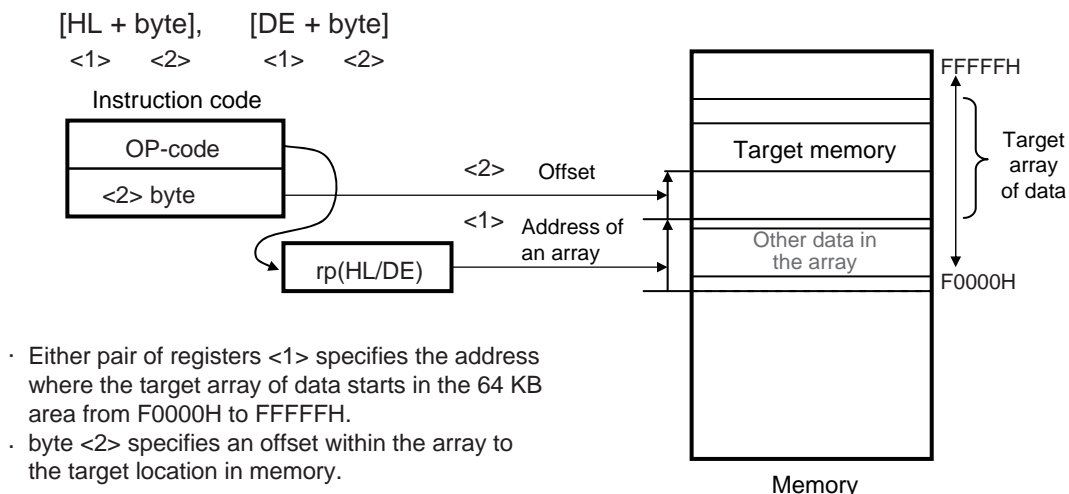 [HL + byte], [DE + byte]
<1> <2> <1> <2>
Instruction code
OP-code
<2> byte
<2> Offset
<1> Address of
an array
rp(HL/DE)
FFFFFH
Target memory
Target
array
of data
Other data in
the array
F0000H
Memory
· Either pair of registers <1> specifies the address
where the target array of data starts in the 64 KB
area from F0000H to FFFFFH.
· byte <2> specifies an offset within the array to
the target location in memory.